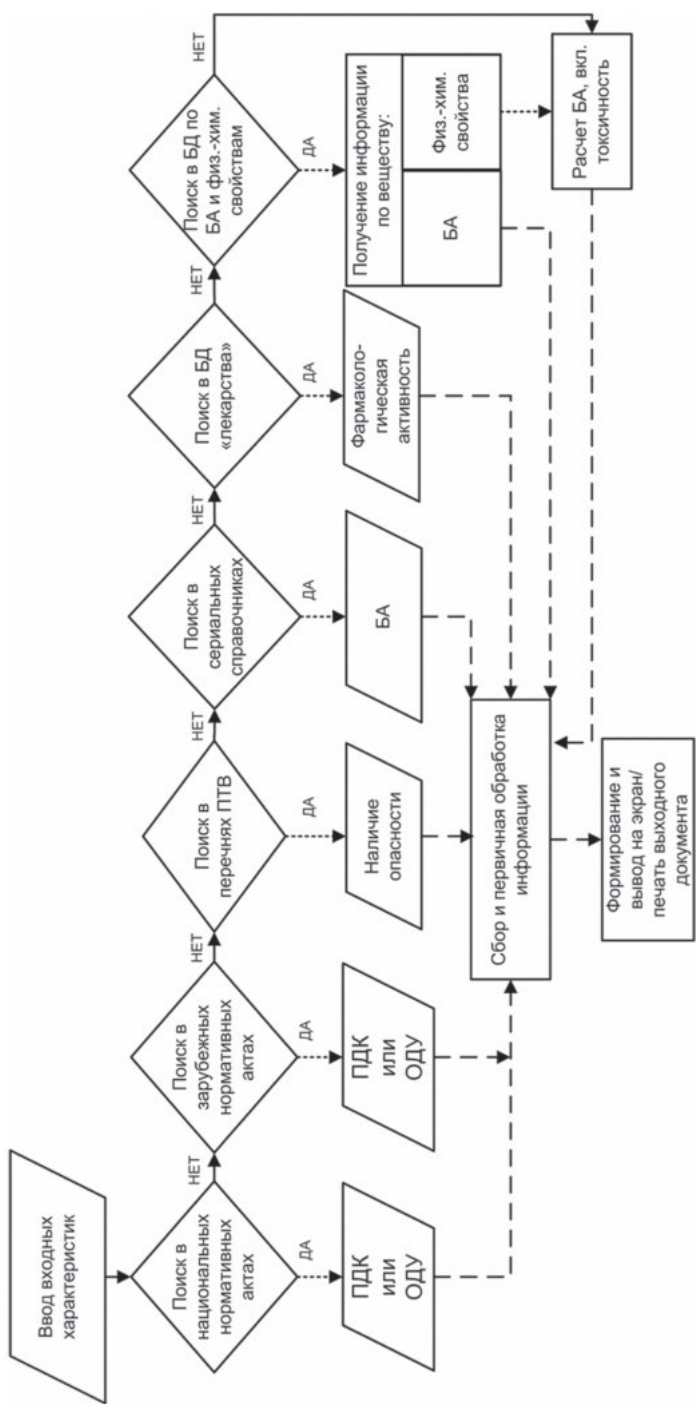 Ввод входных
характеристик
Поиск в
национальных
нормативных
актах
НЕТ
ДА
ПДК
или
ОДУ
Поиск в
зарубежных
нормативных
актах
НЕТ
ДА
ПДК
или
ОДУ
Поиск в
перечнях ПТВ
НЕТ
ДА
Наличие
опасности
Поиск в
сериальных
справочниках
НЕТ
ДА
БА
Поиск в БД
«лекарства»
НЕТ
ДА
Фармаколо-
гическая
активность
Поиск в БД по
БА и физ.-хим.
свойствам
НЕТ
ДА
Получение информации
по веществу:
БА
Физ.-хим.
свойства
Расчет БА, вкл.
токсичность
Сбор и первичная обработка
информации
Формирование и
вывод на экран/
печать выходного
документа